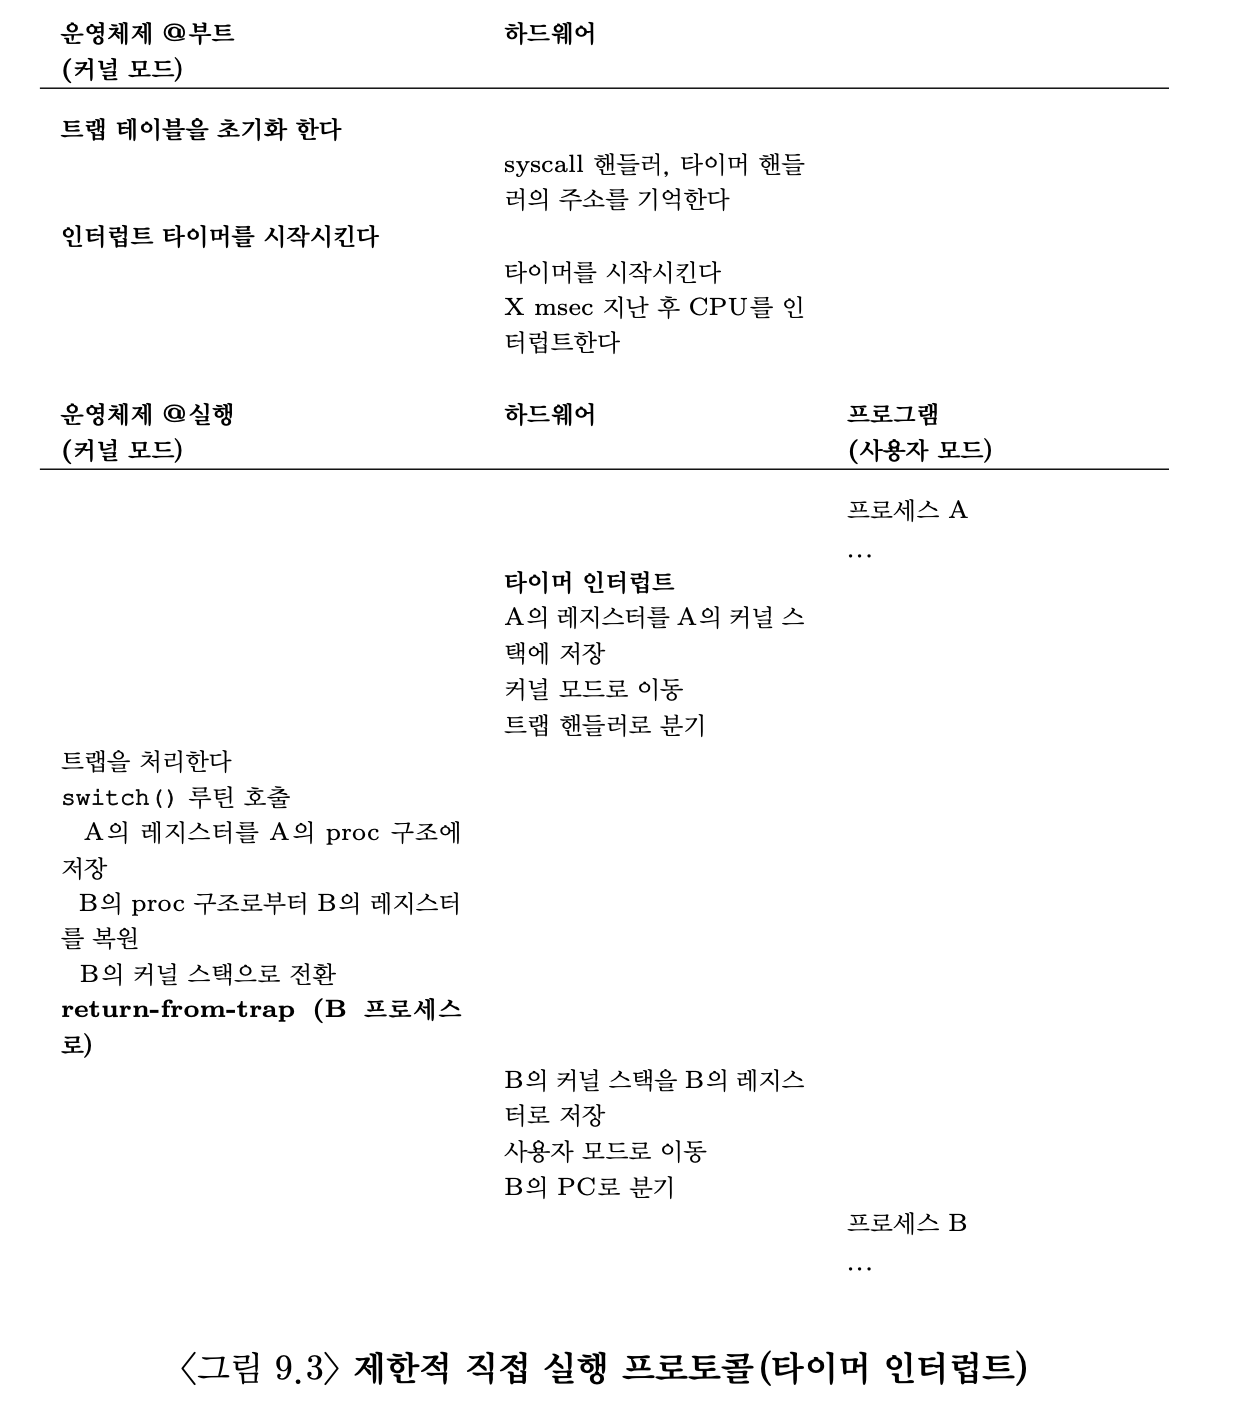 운영체제 @부트 하드웨어
(커널 모드)
트랩 테이블을 초기화 한다
syscall 핸들러, 타이머 핸들
러의 주소를 기억한다
인터럽트 타이머를 시작시킨다
타이머를 시작시킨다
X msec 지난 후 CPU를 인
터럽트한다
운영체제 @실행 하드웨어 프로그램
(커널 모드) (사용자 모드)
프로세스 A
...
타이머 인터럽트
A의 레지스터를 A의 커널 스
택에 저장
커널 모드로 이동
트랩 핸들러로 분기
트랩을 처리한다
switch() 루틴 호출
A의 레지스터를 A의 proc 구조에
저장
B의 proc 구조로부터 B의 레지스터
를 복원
B의 커널 스택으로 전환
return-from-trap (B 프로세스
로)
B의 커널 스택을 B의 레지스
터로 저장
사용자 모드로 이동
B의 PC로 분기
프로세스 B
...
〈그림 9.3〉 제한적 직접 실행 프로토콜(타이머 인터럽트)